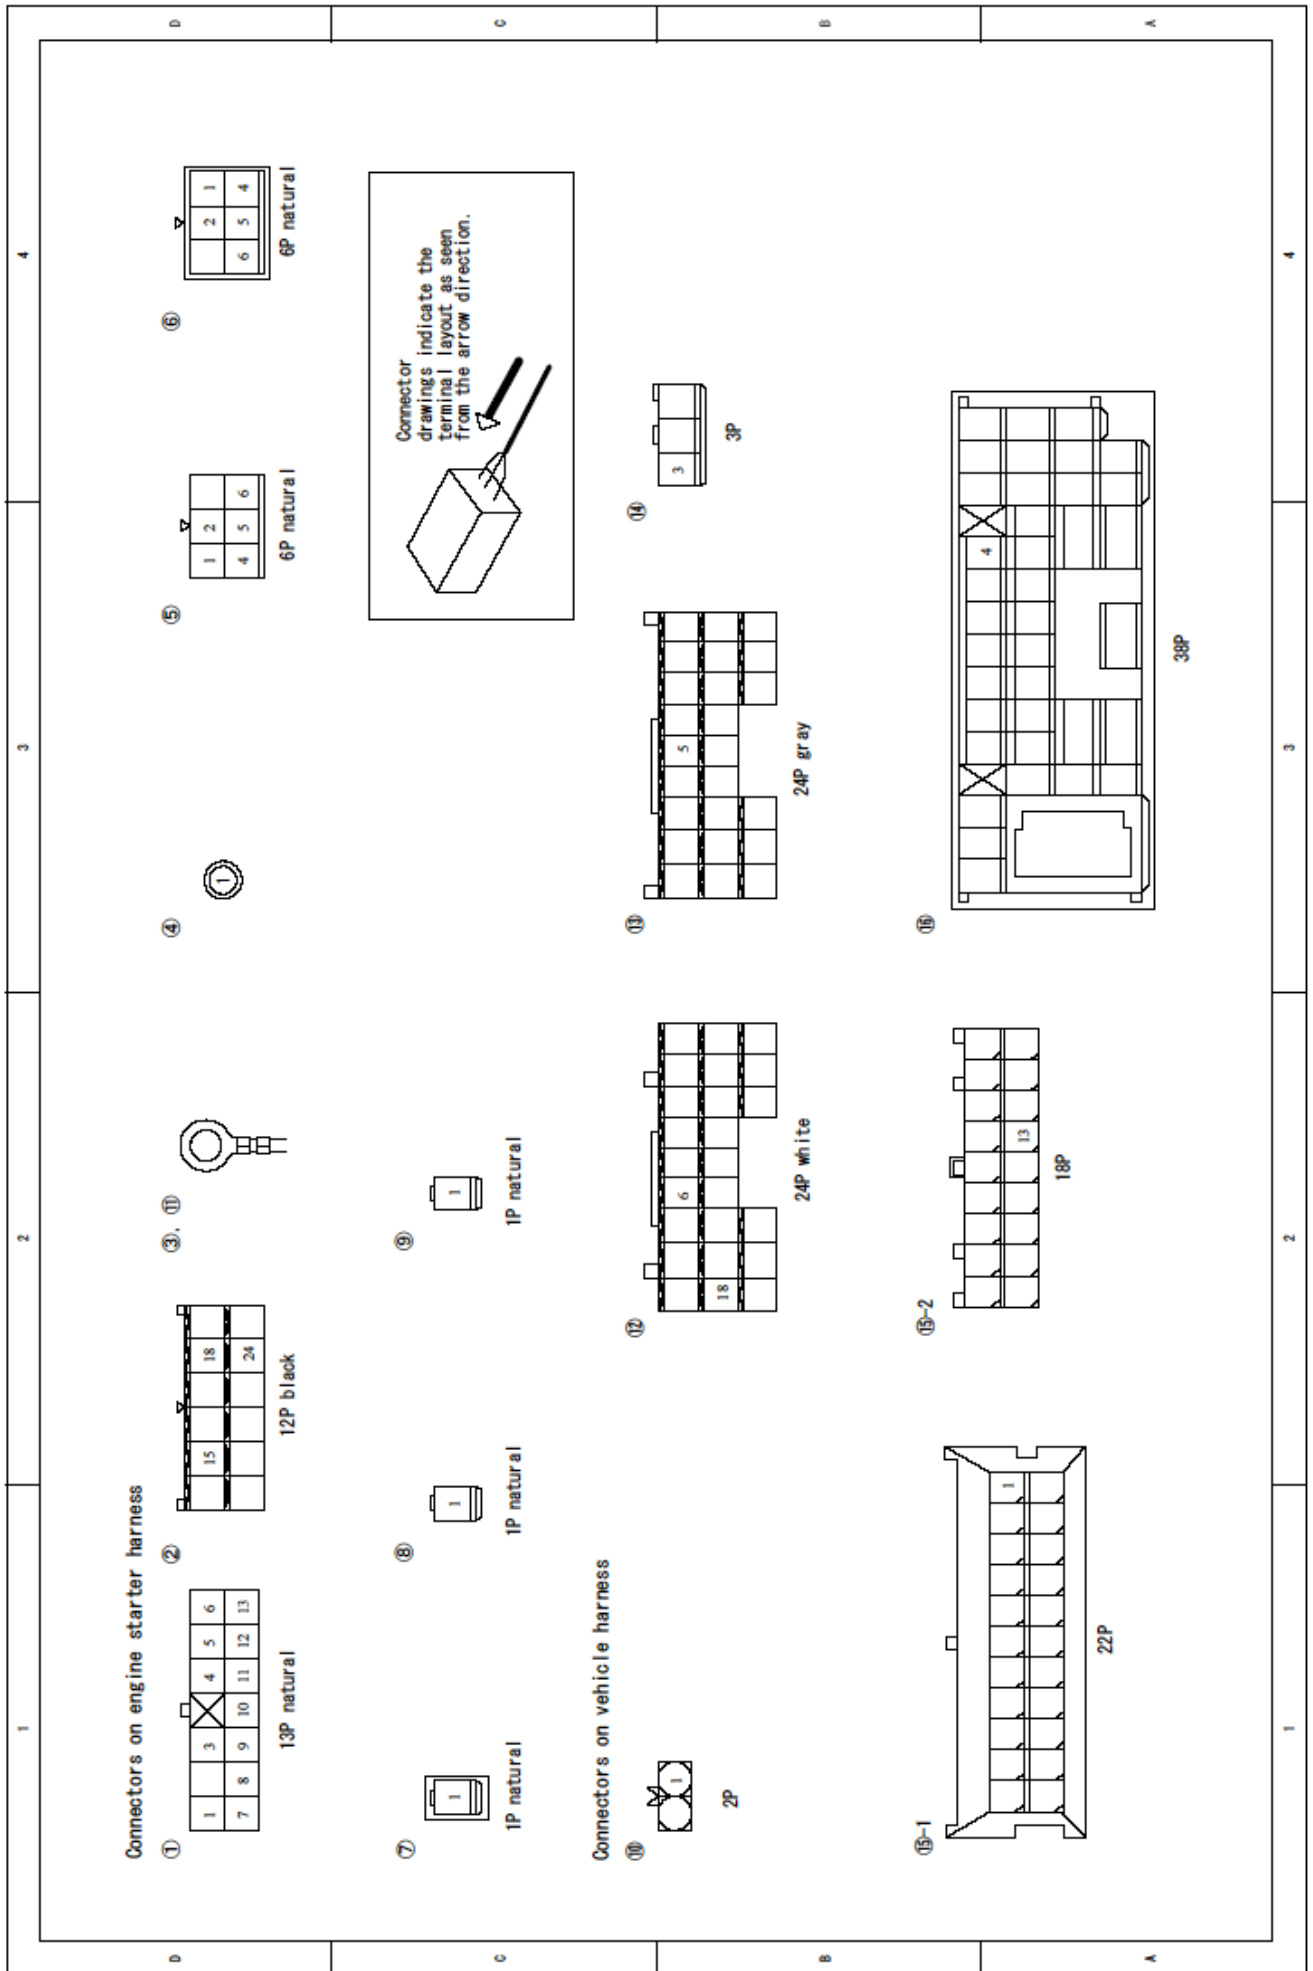 D C B A
4 3 2 1
Connectors on engine starter harness
①
1 3 4 5 6
7 8 9 10 11 12 13
13P natural
②
15 18
24
12P black
③. ⑪
④
1
⑤
1 2
4 5 6
6P natural
⑥
2 1
6 5 4
6P natural
⑦
1
1P natural
⑧
1
1P natural
⑨
1
1P natural
Connector
drawings indicate the
terminal layout as seen
from the arrow direction.
Connectors on vehicle harness
⑩
1
2P
⑫
6
18
24P white
⑬
5
24P gray
⑭
3
3P
⑮-1
1
22P
⑮-2
13
18P
⑯
4
38P
1 2 3 4
D C B A